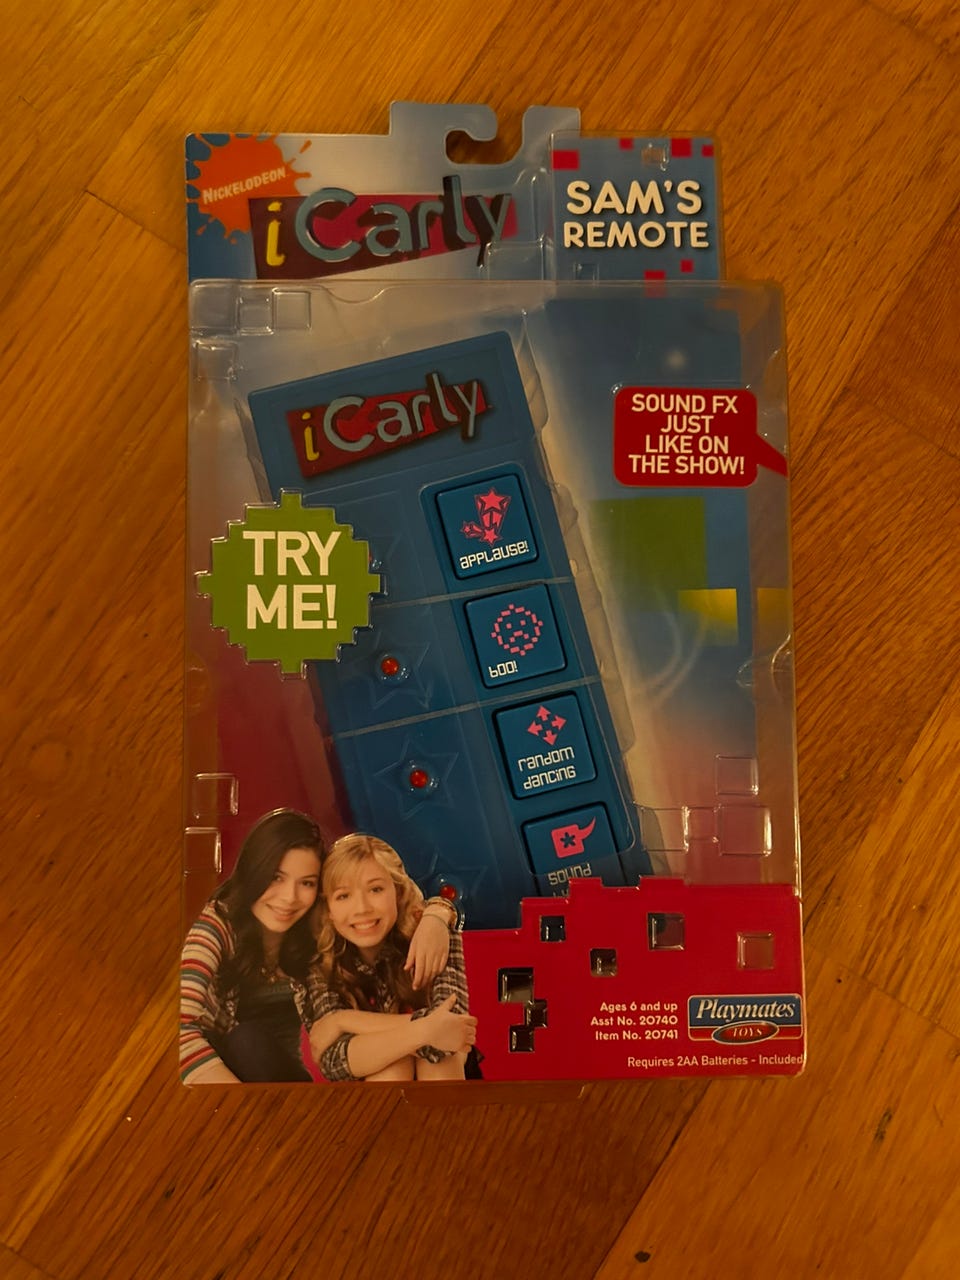 NICKELODEON
iCarly
SAM'S
REMOTE
iCarly
SOUND FX
JUST
LIKE ON
THE SHOW!
TRY
ME!
applause!
boo!
random
dancing
Ages 6 and up
Asst No. 20740
Item No. 20741
Playmates
TOYS
Requires 2AA Batteries - Included